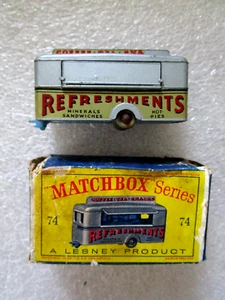 REFRESHMENTS
MINERALS HOT
SANDWICHES PIES
MATCHBOX Series
74 REFRESHMENTS 74
A LESNEY PRODUCT